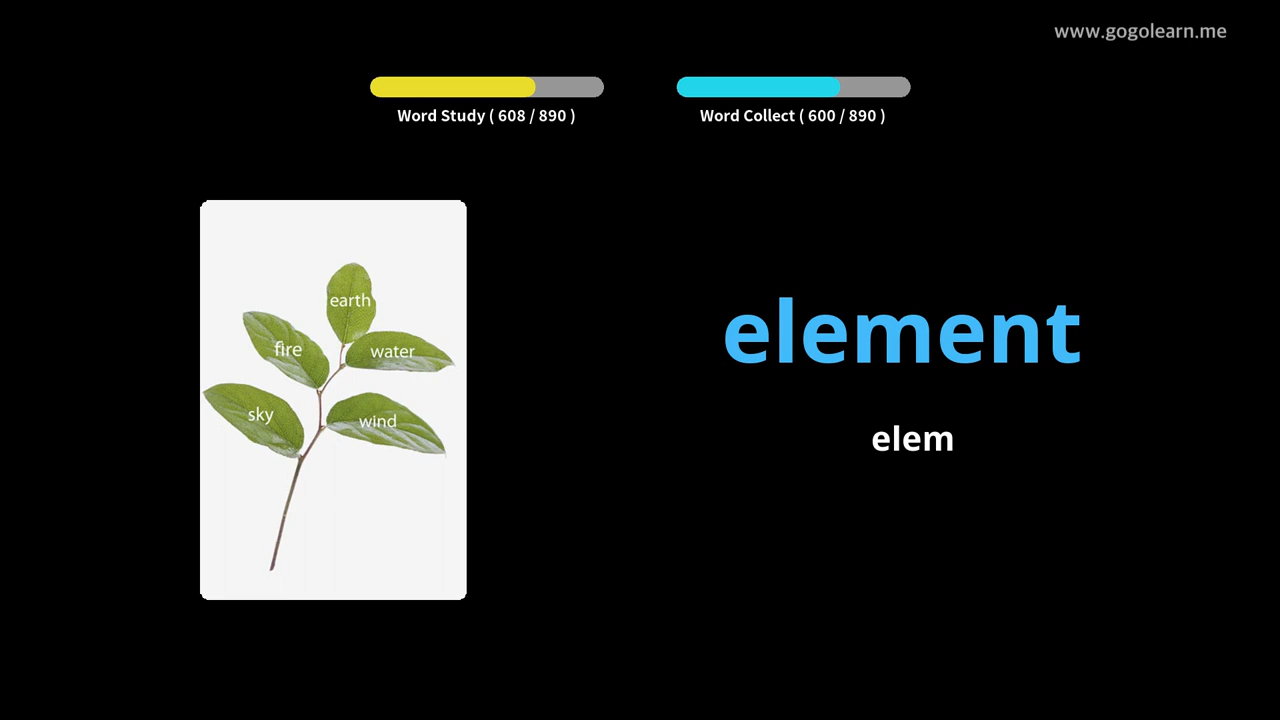 www.gogolearn.me
Word Study ( 608 / 890 )
Word Collect ( 600 / 890 )
earth
fire
water
sky
wind
element
elem